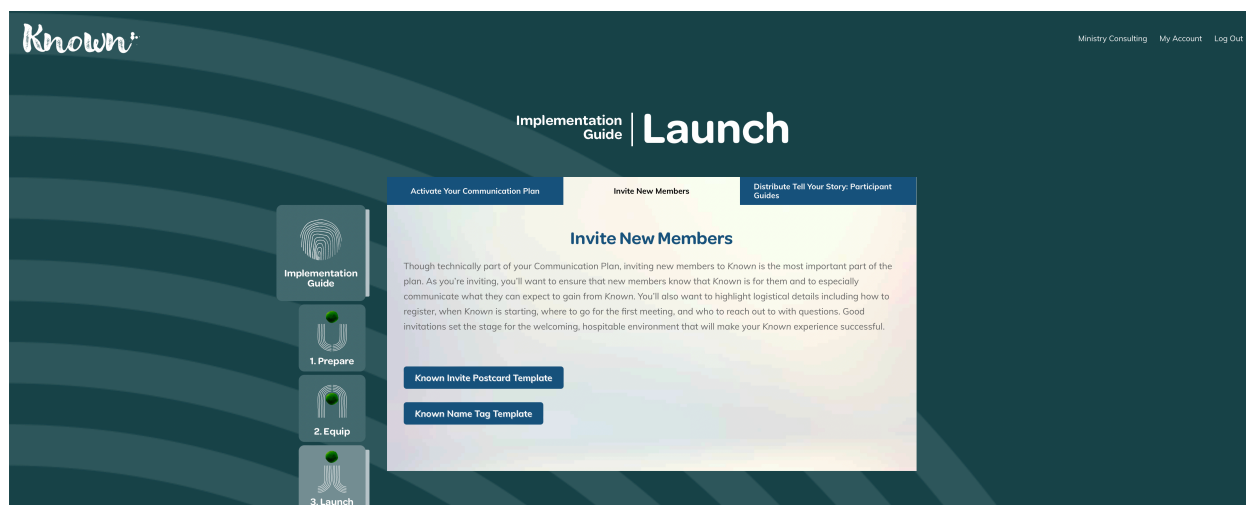 Known
Ministry Consulting My Account Log Out
Implementation
Guide
Launch
Activate Your Communication Plan
Invite New Members
Distribute Tell Your Story: Participant
Guides
Implementation
Guide
1. Prepare
2. Equip
3. Launch
Invite New Members
Though technically part of your Communication Plan, inviting new members to Known is the most important part of the
plan. As you're inviting, you'll want to ensure that new members know that Known is for them and to especially
communicate what they can expect to gain from Known. You'll also want to highlight logistical details including how to
register, when Known is starting, where to go for the first meeting, and who to reach out to with questions. Good
invitations set the stage for the welcoming, hospitable environment that will make your Known experience successful.
Known Invite Postcard Template
Known Name Tag Template